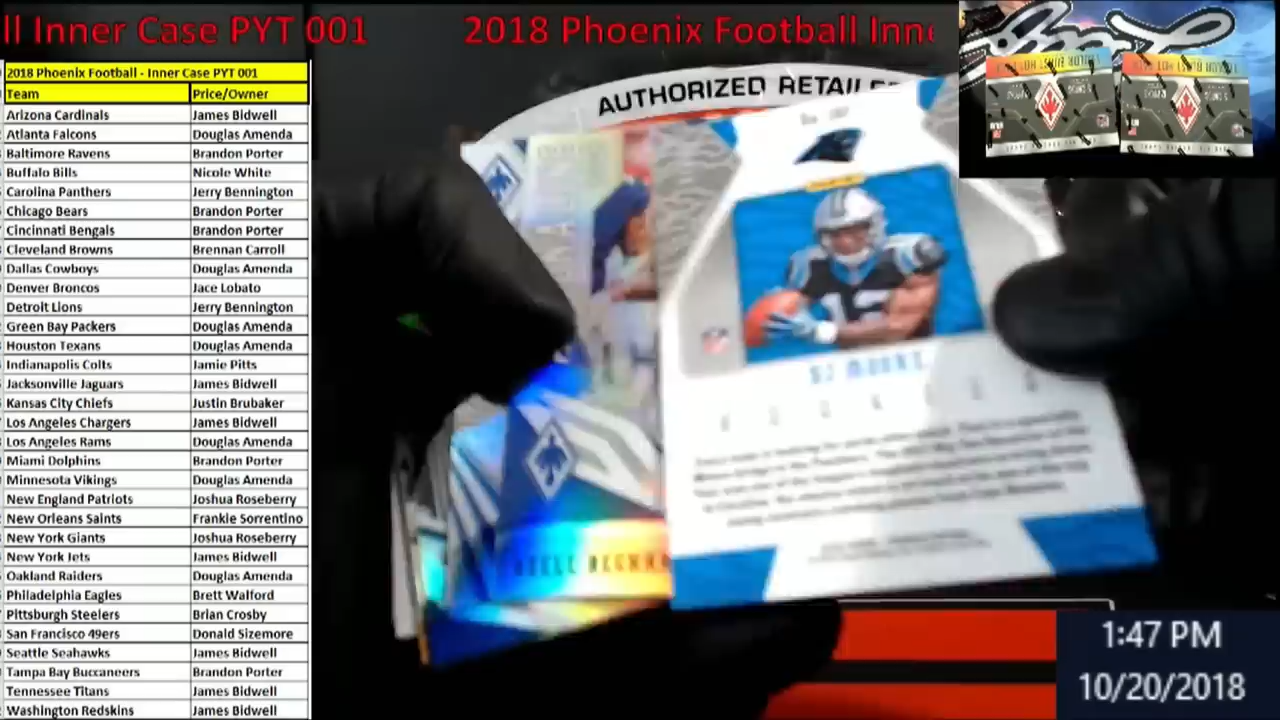 ll Inner Case PYT 001 2018 Phoenix Football Inne
2018 Phoenix Football - Inner Case PYT 001
Team Price/Owner
Arizona Cardinals James Bidwell
Atlanta Falcons Douglas Amenda
Baltimore Ravens Brandon Porter
Buffalo Bills Nicole White
Carolina Panthers Jerry Bennington
Chicago Bears Brandon Porter
Cincinnati Bengals Brandon Porter
Cleveland Browns Brennan Carroll
Dallas Cowboys Douglas Amenda
Denver Broncos Jace Lobato
Detroit Lions Jerry Bennington
Green Bay Packers Douglas Amenda
Houston Texans Douglas Amenda
Indianapolis Colts Jamie Pitts
Jacksonville Jaguars James Bidwell
Kansas City Chiefs Justin Brubaker
Los Angeles Chargers James Bidwell
Los Angeles Rams Douglas Amenda
Miami Dolphins Brandon Porter
Minnesota Vikings Douglas Amenda
New England Patriots Joshua Roseberry
New Orleans Saints Frankie Sorrentino
New York Giants Joshua Roseberry
New York Jets James Bidwell
Oakland Raiders Douglas Amenda
Philadelphia Eagles Brett Walford
Pittsburgh Steelers Brian Crosby
San Francisco 49ers Donald Sizemore
Seattle Seahawks James Bidwell
Tampa Bay Buccaneers Brandon Porter
Tennessee Titans James Bidwell
Washington Redskins James Bidwell
AUTHORIZED RETAILE
12
DJ MOORE
1:47 PM
10/20/2018